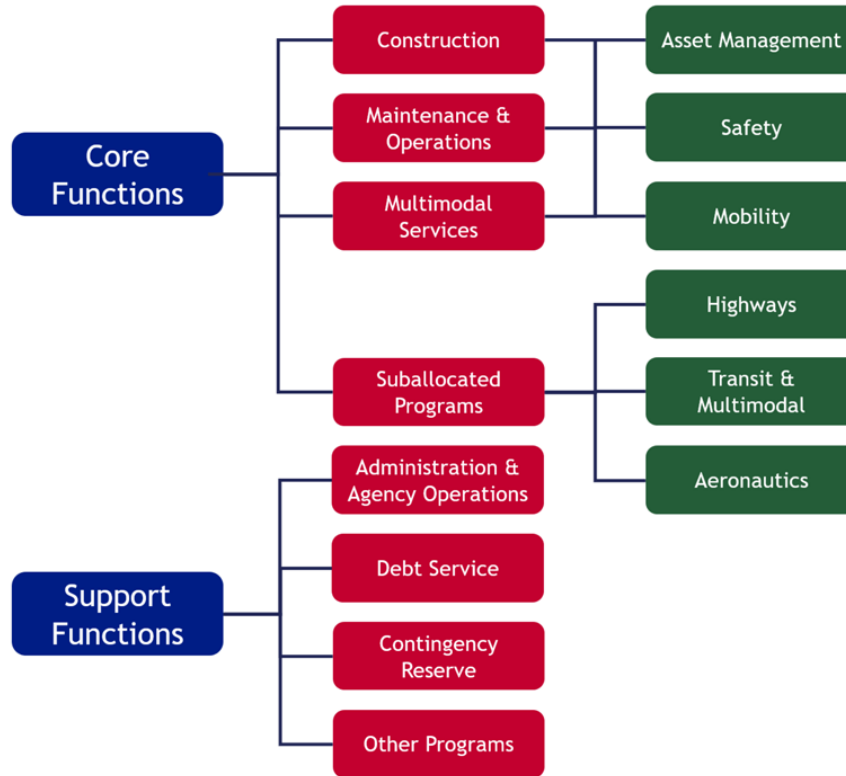 Core
Functions
Construction
Maintenance &
Operations
Multimodal
Services
Suballocated
Programs
Asset Management
Safety
Mobility
Highways
Transit &
Multimodal
Aeronautics
Support
Functions
Administration &
Agency Operations
Debt Service
Contingency
Reserve
Other Programs